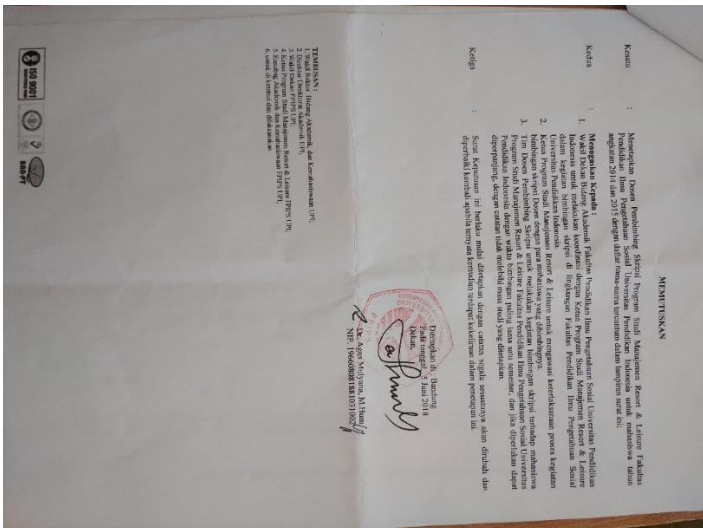 MEMUTUSKAN
Kesatu : Menetapkan Dosen Pembimbing Skripsi Program Studi Manajemen Resort & Leisure Fakultas
Pendidikan Ilmu Pengetahuan Sosial Universitas Pendidikan Indonesia untuk mahasiswa tahun
angkatan 2014 dan 2015 dengan daftar nama-nama tercantum dalam lampiran surat ini;
Kedua : Menugaskan Kepada :
1. Wakil Dekan Bidang Akademik Fakultas Pendidikan Ilmu Pengetahuan Sosial Universitas Pendidikan
Indonesia untuk melakukan koordinasi dengan Ketua Program Studi Manajemen Resort & Leisure
dalam kegiatan bimbingan skripsi di lingkungan Fakultas Pendidikan Ilmu Pengetahuan Sosial
Universitas Pendidikan Indonesia.
2. Ketua Program Studi Manajemen Resort & Leisure untuk mengawasi keterlaksanaan proses kegiatan
bimbingan skripsi Dosen dengan para mahasiswa yang dibimbingnya.
3. Tim Dosen Pembimbing Skripsi untuk melakukan kegiatan bimbingan skripsi terhadap mahasiswa
Program Studi Manajemen Resort & Leisure Fakultas Pendidikan Ilmu Pengetahuan Sosial Universitas
Pendidikan Indonesia dengan waktu bimbingan paling lama satu semester, dan jika diperlukan dapat
diperpanjang, dengan catatan tidak melebihi masa studi yang ditetapkan.
Ketiga : Surat Keputusan ini berlaku mulai ditetapkan dengan catatan segala sesuatunya akan dirubah dan
diperbaiki kembali apabila ternyata kemudian terdapat kekeliruan dalam penetapan ini.
Ditetapkan di : Bandung
Pada tanggal, 5 Juni 2018
Dekan,
Dr. Agus Mulyana, M.Hum
NIP. 196608081991031002
TEMBUSAN :
1. Wakil Rektor Bidang Akademik dan Kemahasiswaan UPI;
2. Direktur Direktorat Akademik UPI;
3. Wakil Dekan FPIPS UPI;
4. Ketua Program Studi Manajemen Resort & Leisure FPIPS UPI;
5. Kasubag Akademik dan Kemahasiswaan FPIPS UPI;
6. untuk di ketahui dan dilaksanakan
ISO 9001
BAN-PT